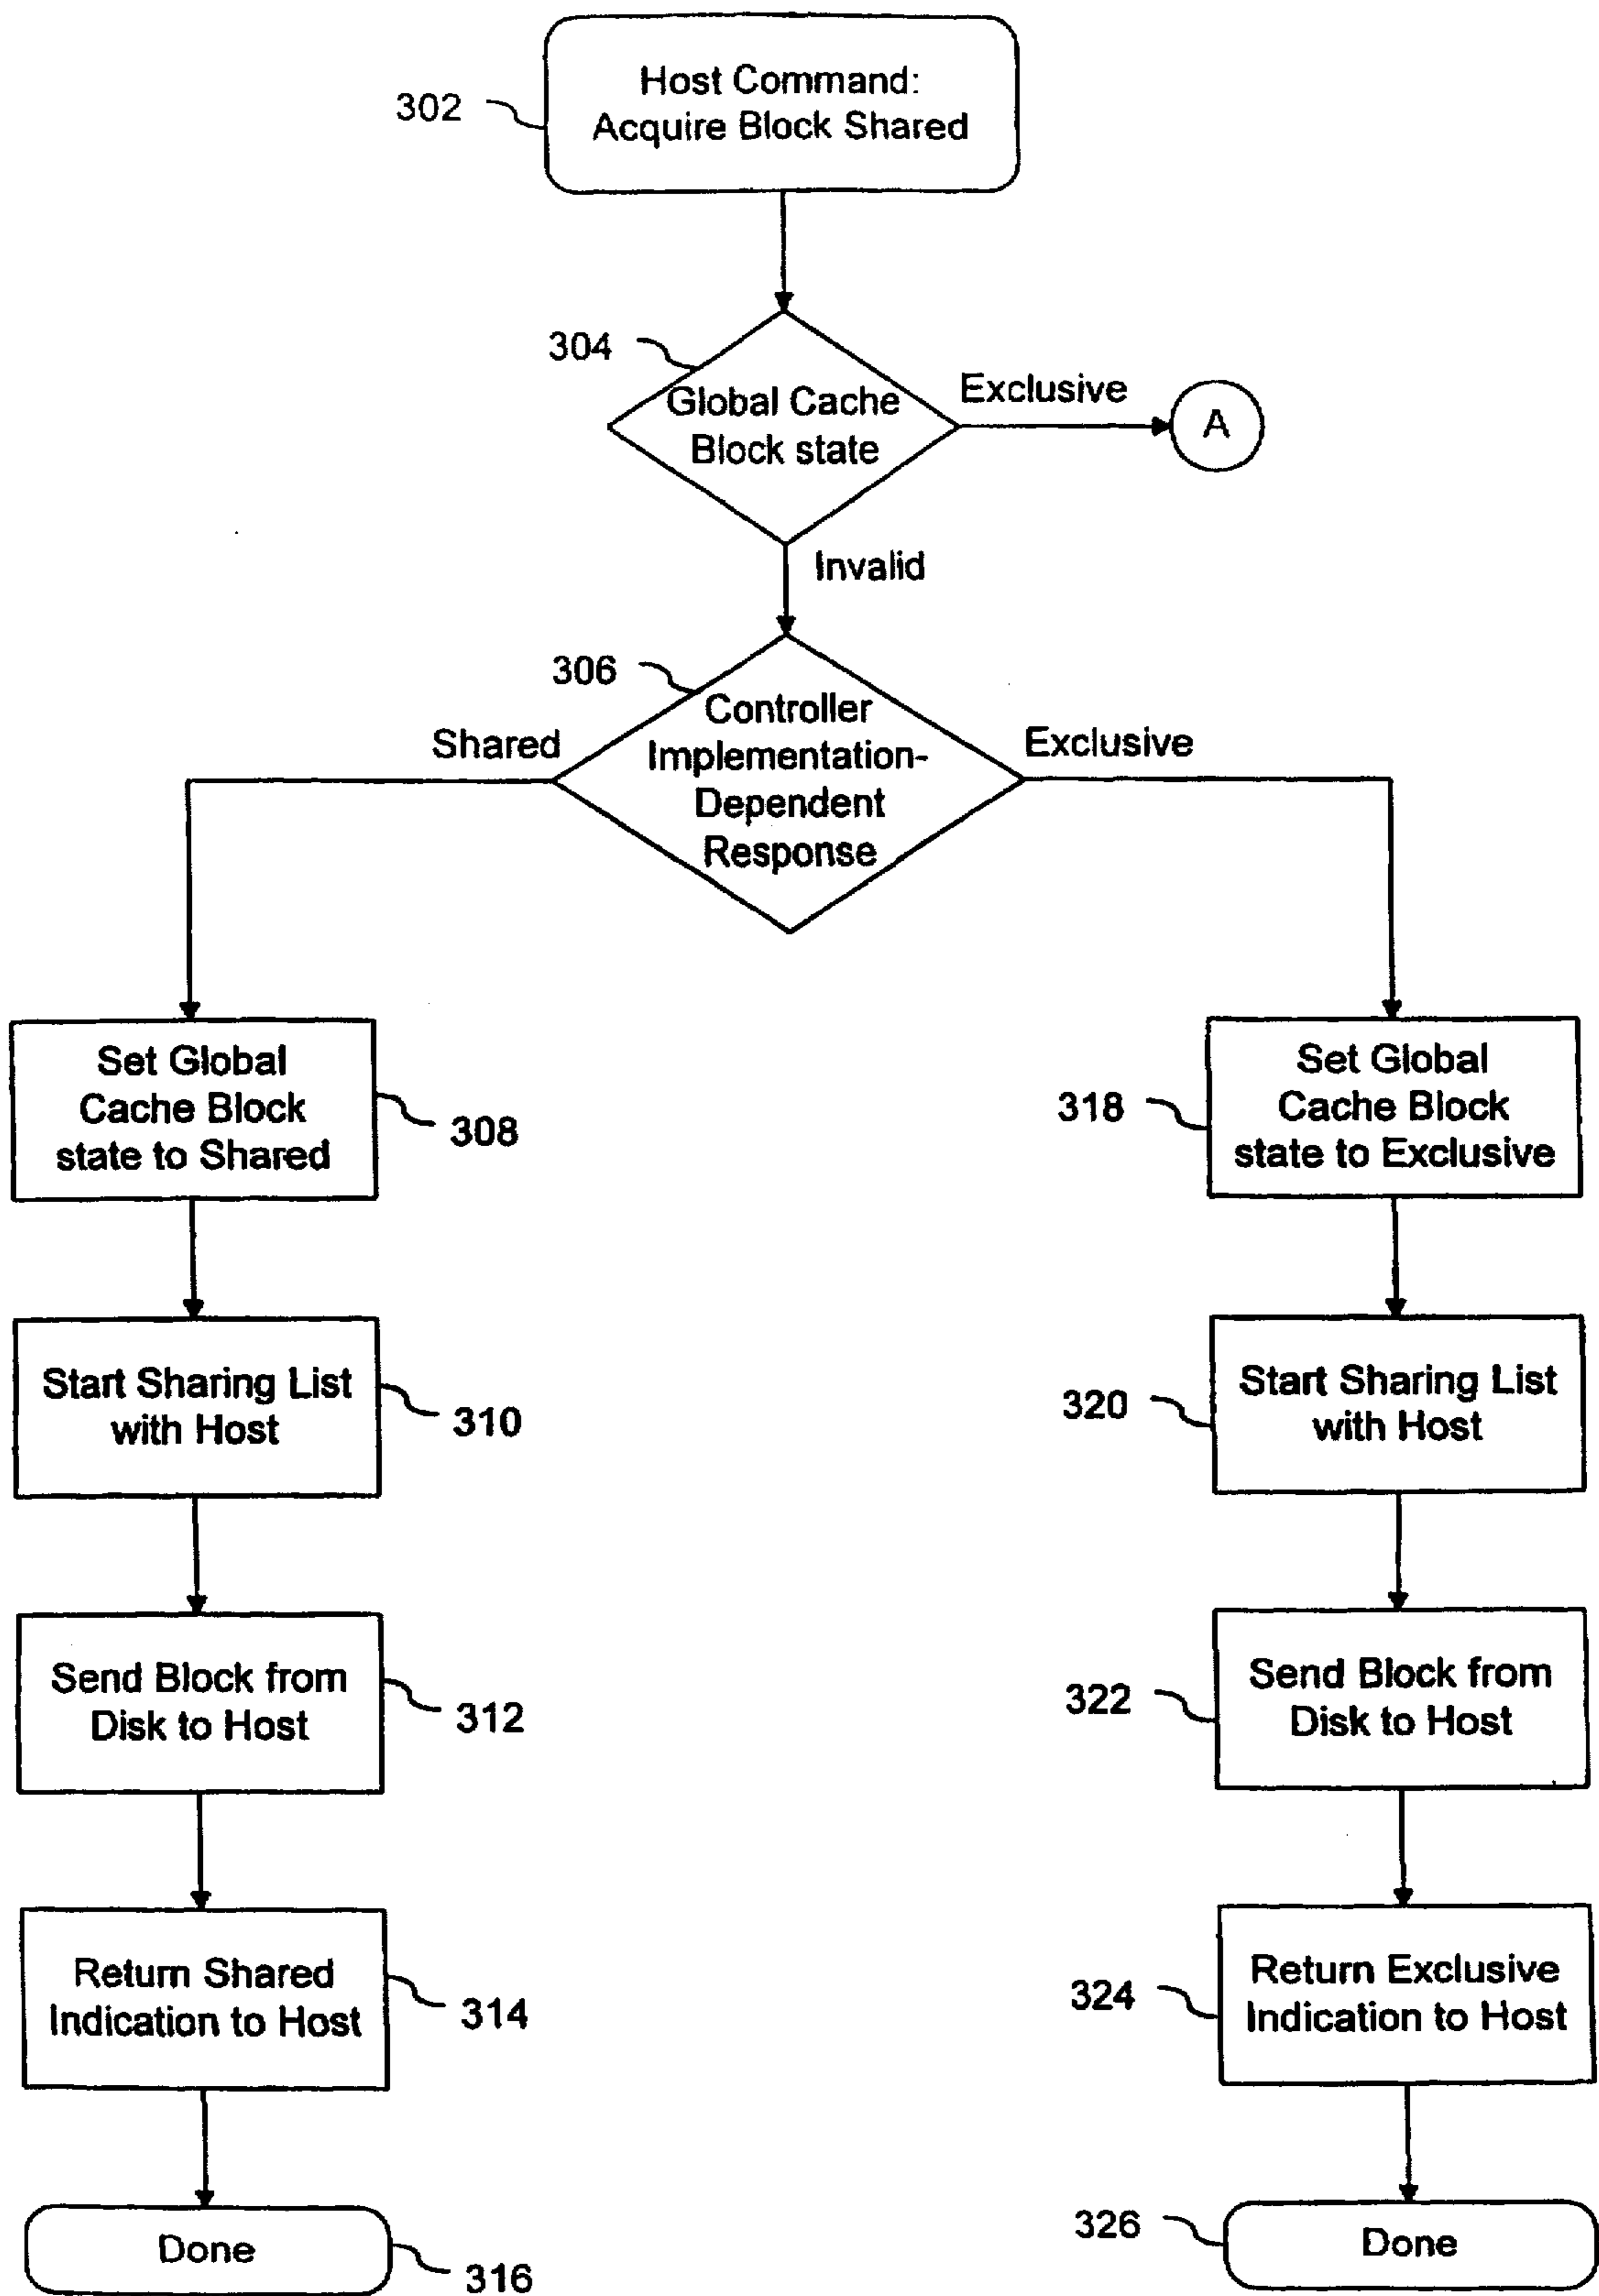 Host Command:
Acquire Block Shared
302
304
Global Cache
Block state
Exclusive
A
Invalid
306
Controller
Implementation-
Dependent
Response
Shared
Exclusive
Set Global
Cache Block
state to Shared
308
Set Global
Cache Block
state to Exclusive
318
Start Sharing List
with Host
310
Start Sharing List
with Host
320
Send Block from
Disk to Host
312
Send Block from
Disk to Host
322
Return Shared
Indication to Host
314
Return Exclusive
Indication to Host
324
Done
316
Done
326